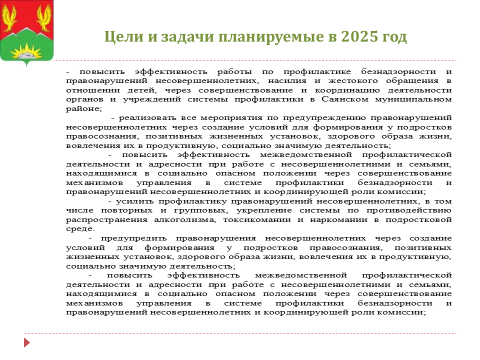 Цели и задачи планируемые в 2025 год
- повысить эффективность работы по профилактике безнадзорности и
правонарушений несовершеннолетних, насилия и жестокого обращения в
отношении детей, через совершенствование и координацию деятельности
органов и учреждений системы профилактики в Саянском муниципальном
районе;
- реализовать все мероприятия по предупреждению правонарушений
несовершеннолетних через создание условий для формирования у подростков
правосознания, позитивных жизненных установок, здорового образа жизни,
вовлечения их в продуктивную, социально значимую деятельность;
- повысить эффективность межведомственной профилактической
деятельности и адресности при работе с несовершеннолетними и семьями,
находящимися в социально опасном положении через совершенствование
механизмов управления в системе профилактики безнадзорности и
правонарушений несовершеннолетних и координирующей роли комиссии;
- усилить профилактику правонарушений несовершеннолетних, в том
числе повторных и групповых, укрепление системы по противодействию
распространения алкоголизма, токсикомании и наркомании в подростковой
среде.
- предупредить правонарушения несовершеннолетних через создание
условий для формирования у подростков правосознания, позитивных
жизненных установок, здорового образа жизни, вовлечения их в продуктивную,
социально значимую деятельность;
- повысить эффективность межведомственной профилактической
деятельности и адресности при работе с несовершеннолетними и семьями,
находящимися в социально опасном положении через совершенствование
механизмов управления в системе профилактики безнадзорности и
правонарушений несовершеннолетних и координирующей роли комиссии;